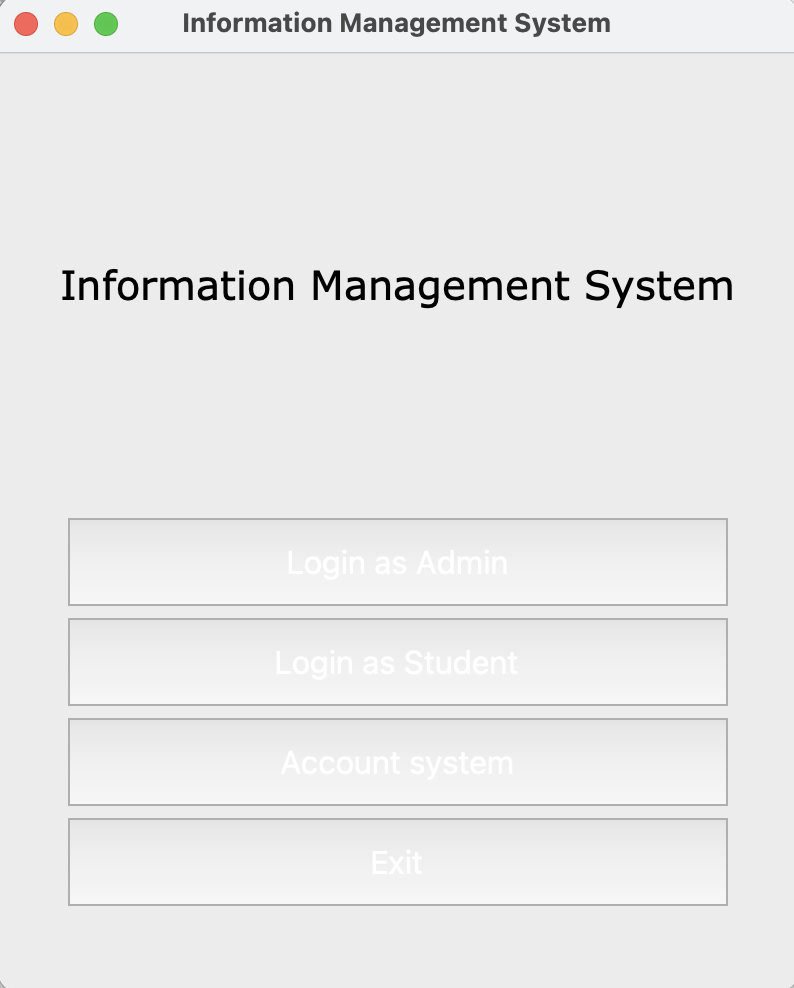 Information Management System
Information Management System
Login as Admin
Login as Student
Account system
Exit